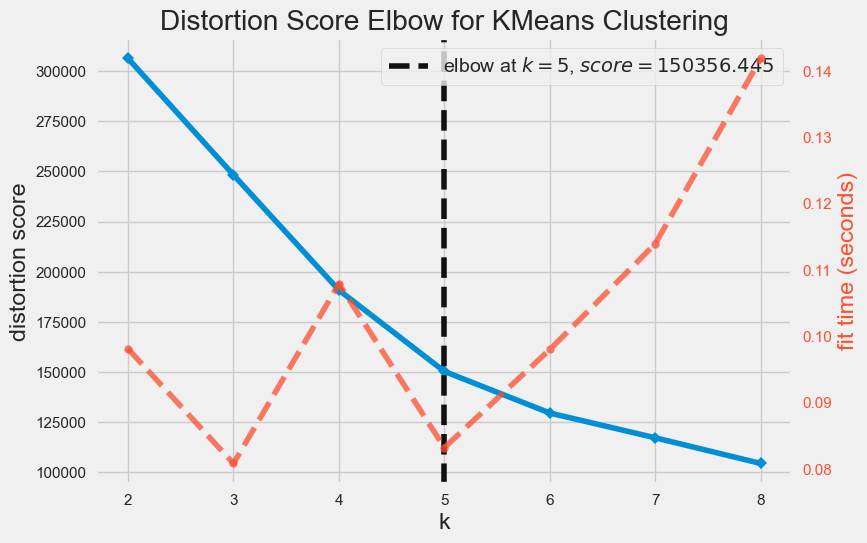 Distortion Score Elbow for KMeans Clustering
elbow at k = 5, score = 150356.445
distortion score
300000
275000
250000
225000
200000
175000
150000
125000
100000
2 3 4 5 6 7 8
k
0.14
0.13
0.12
0.11
0.10
0.09
0.08
fit time (seconds)